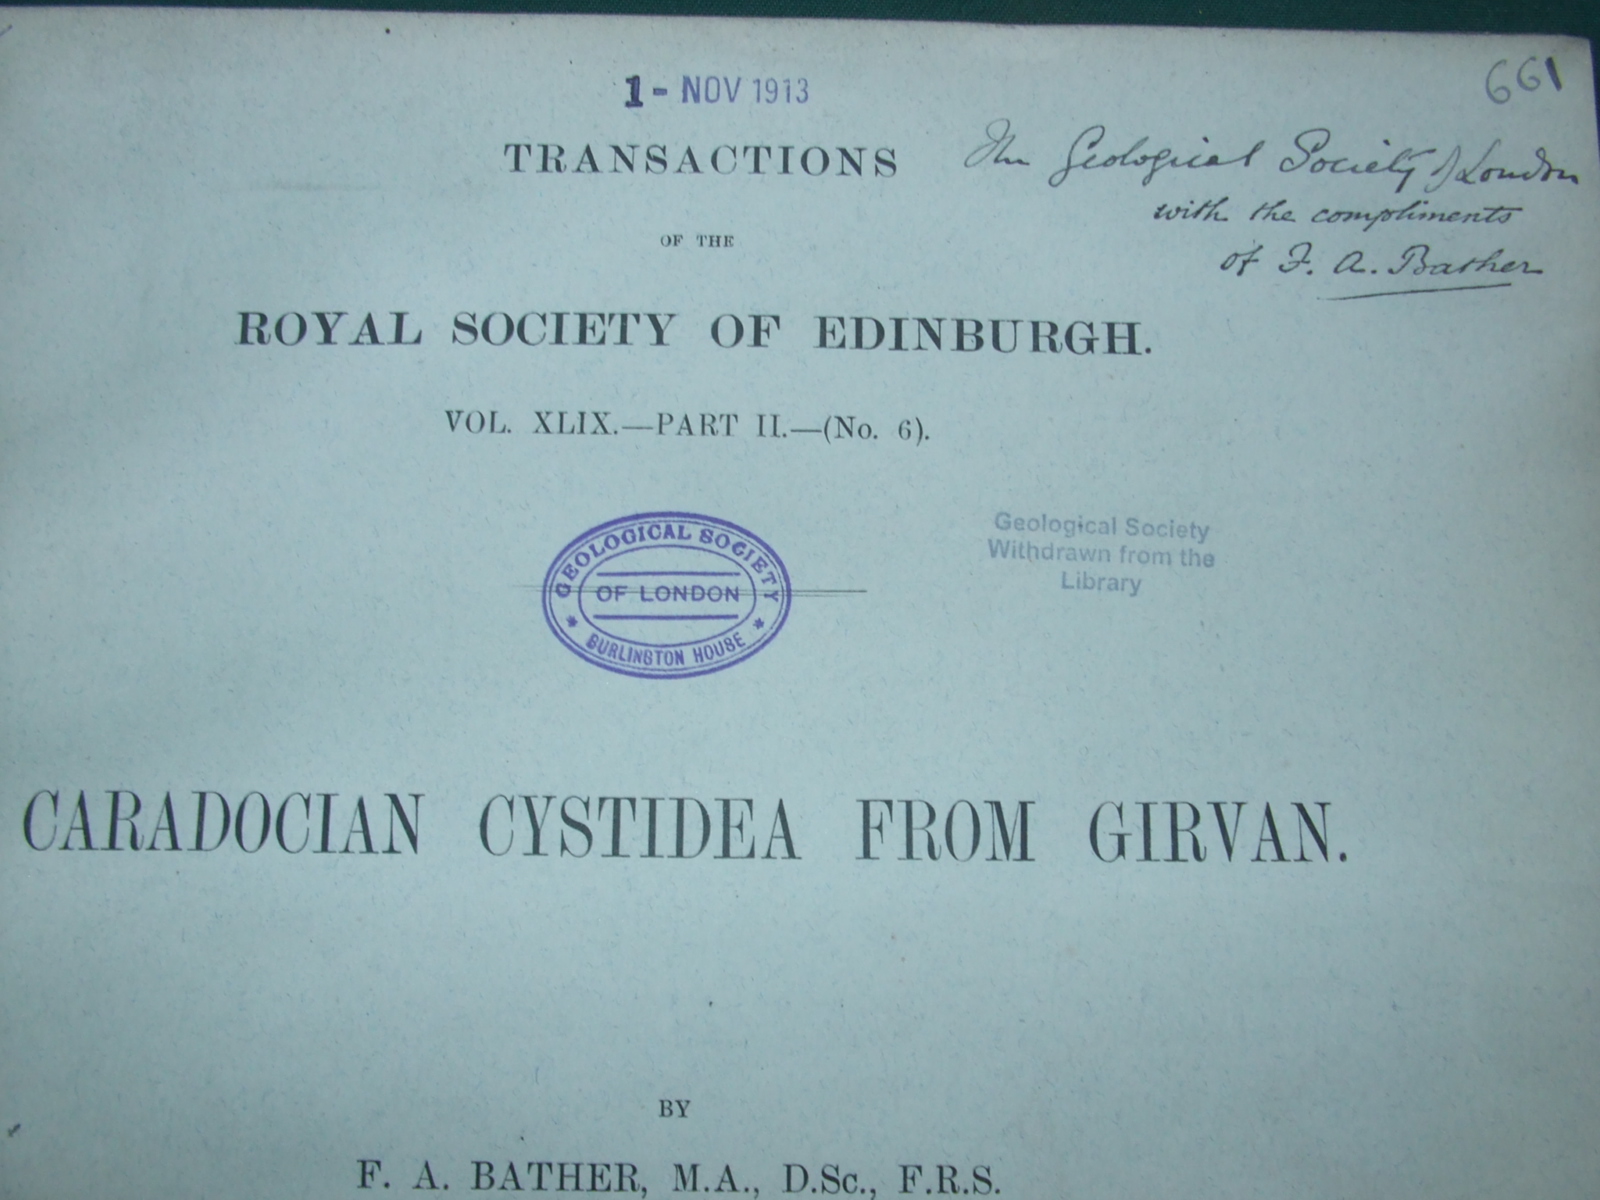 661
1- NOV 1913
TRANSACTIONS
The Geological Society of London
with the compliments
of F. A. Bather
OF THE
ROYAL SOCIETY OF EDINBURGH.
VOL. XLIX.—PART II.—(No. 6).
GEOLOGICAL SOCIETY
OF LONDON
* BURLINGTON HOUSE *
Geological Society
Withdrawn from the
Library
CARADOCIAN CYSTIDEA FROM GIRVAN.
BY
F. A. BATHER, M.A., D.Sc., F.R.S.